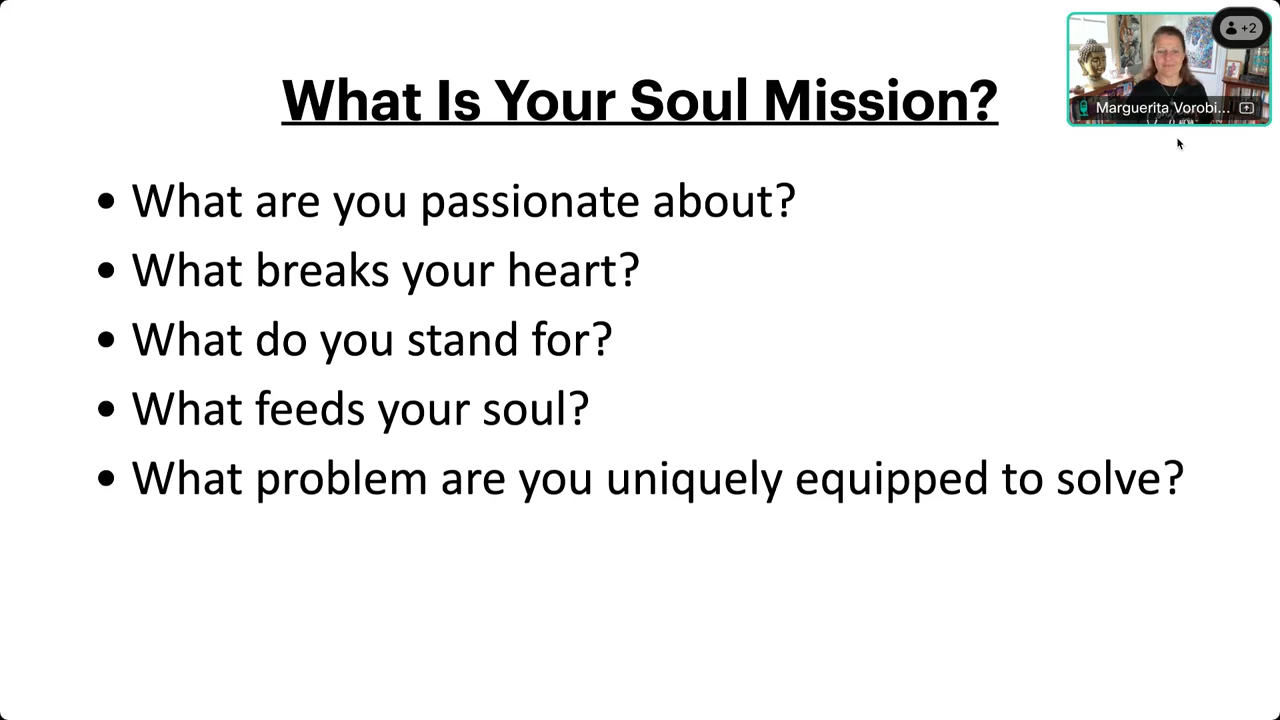 +2
What Is Your Soul Mission?
Marguerita Vorobi...
• What are you passionate about?
• What breaks your heart?
• What do you stand for?
• What feeds your soul?
• What problem are you uniquely equipped to solve?